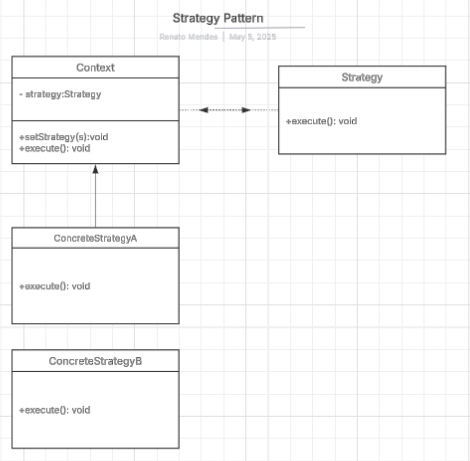 Strategy Pattern
Renato Mendes | May 5, 2025
Context
- strategy:Strategy
+setStrategy(s):void
+execute(): void
Strategy
+execute(): void
ConcreteStrategyA
+execute(): void
ConcreteStrategyB
+execute(): void